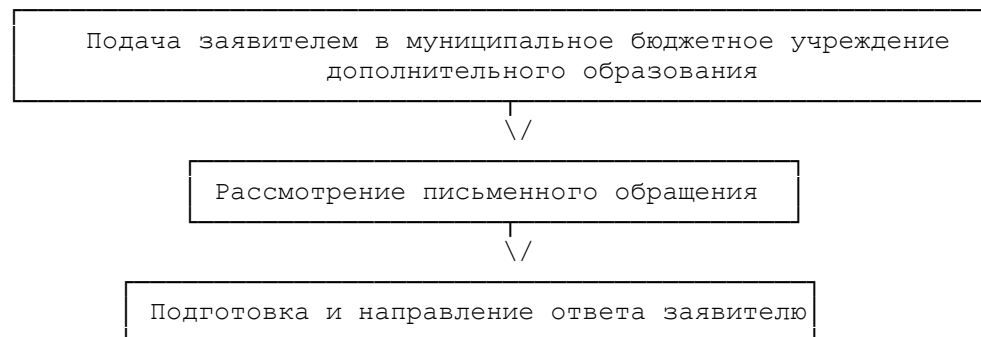 Подача заявителем в муниципальное бюджетное учреждение
дополнительного образования
Рассмотрение письменного обращения
Подготовка и направление ответа заявителю